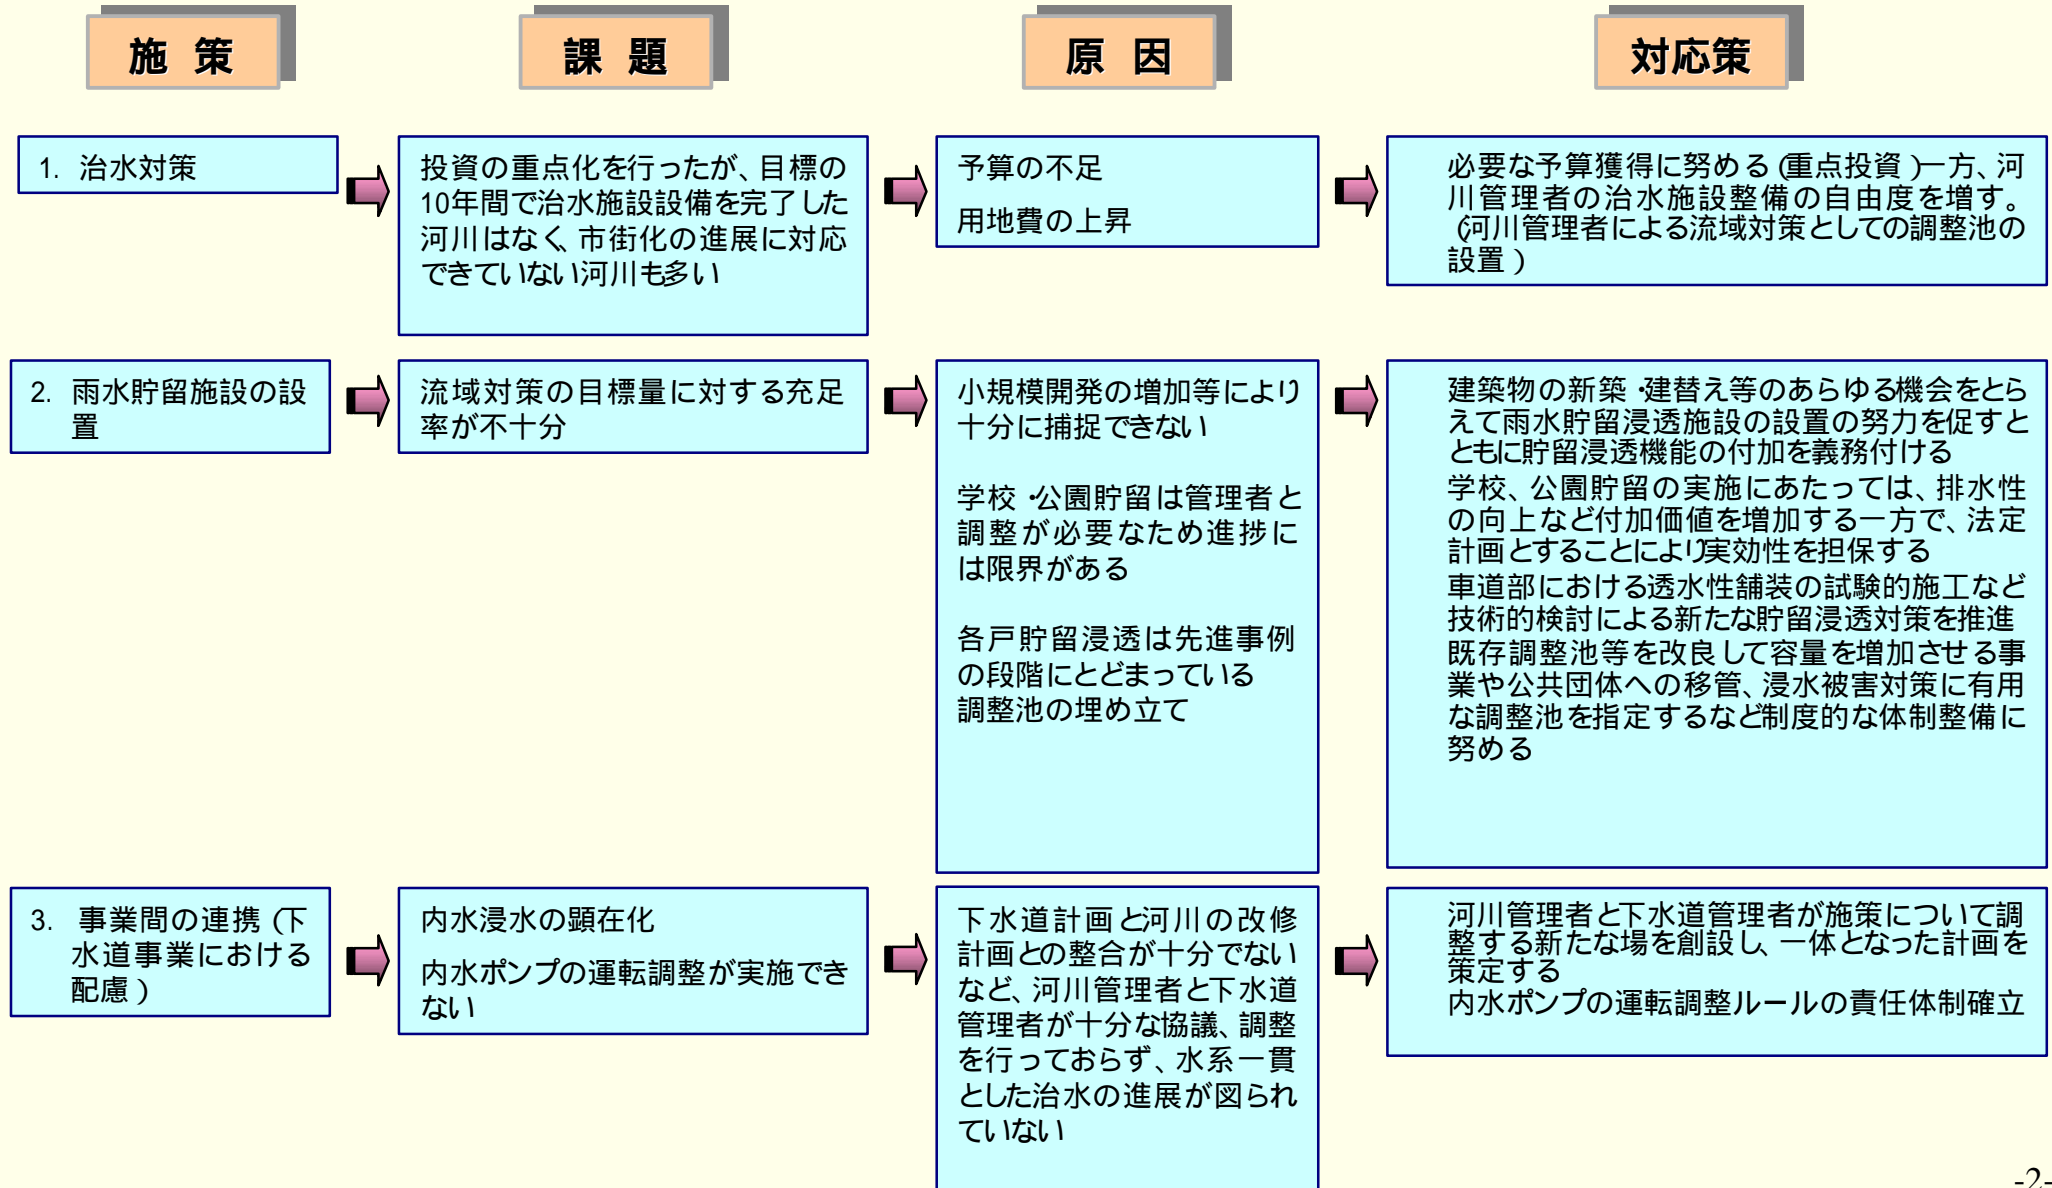 施 策
課 題
原 因
対応策
1. 治水対策
投資の重点化を行ったが、目標の
10年間で治水施設設備を完了した
河川はなく、市街化の進展に対応
できていない河川も多い
予算の不足
用地費の上昇
必要な予算獲得に努める(重点投資)一方、河
川管理者の治水施設整備の自由度を増す。
(河川管理者による流域対策としての調整池の
設置)
2. 雨水貯留施設の設
置
流域対策の目標量に対する充足
率が不十分
小規模開発の増加等により
十分に捕捉できない
学校・公園貯留は管理者と
調整が必要なため進捗に
は限界がある
各戸貯留浸透は先進事例
の段階にとどまっている
調整池の埋め立て
建築物の新築・建替え等のあらゆる機会をとら
えて雨水貯留浸透施設の設置の努力を促すと
ともに貯留浸透機能の付加を義務付ける
学校、公園貯留の実施にあたっては、排水性
の向上など付加価値を増加する一方で、法定
計画とすることにより実効性を担保する
車道部における透水性舗装の試験的施工など
技術的検討による新たな貯留浸透対策を推進
既存調整池等を改良して容量を増加させる事
業や公共団体への移管、浸水被害対策に有用
な調整池を指定するなど制度的な体制整備に
努める
3. 事業間の連携(下
水道事業における
配慮)
内水浸水の顕在化
内水ポンプの運転調整が実施でき
ない
下水道計画と河川の改修
計画との整合が十分でない
など、河川管理者と下水道
管理者が十分な協議、調整
を行っておらず、水系一貫
とした治水の進展が図られ
ていない
河川管理者と下水道管理者が施策について調
整する新たな場を創設し、一体となった計画を
策定する
内水ポンプの運転調整ルールの責任体制確立
-2-